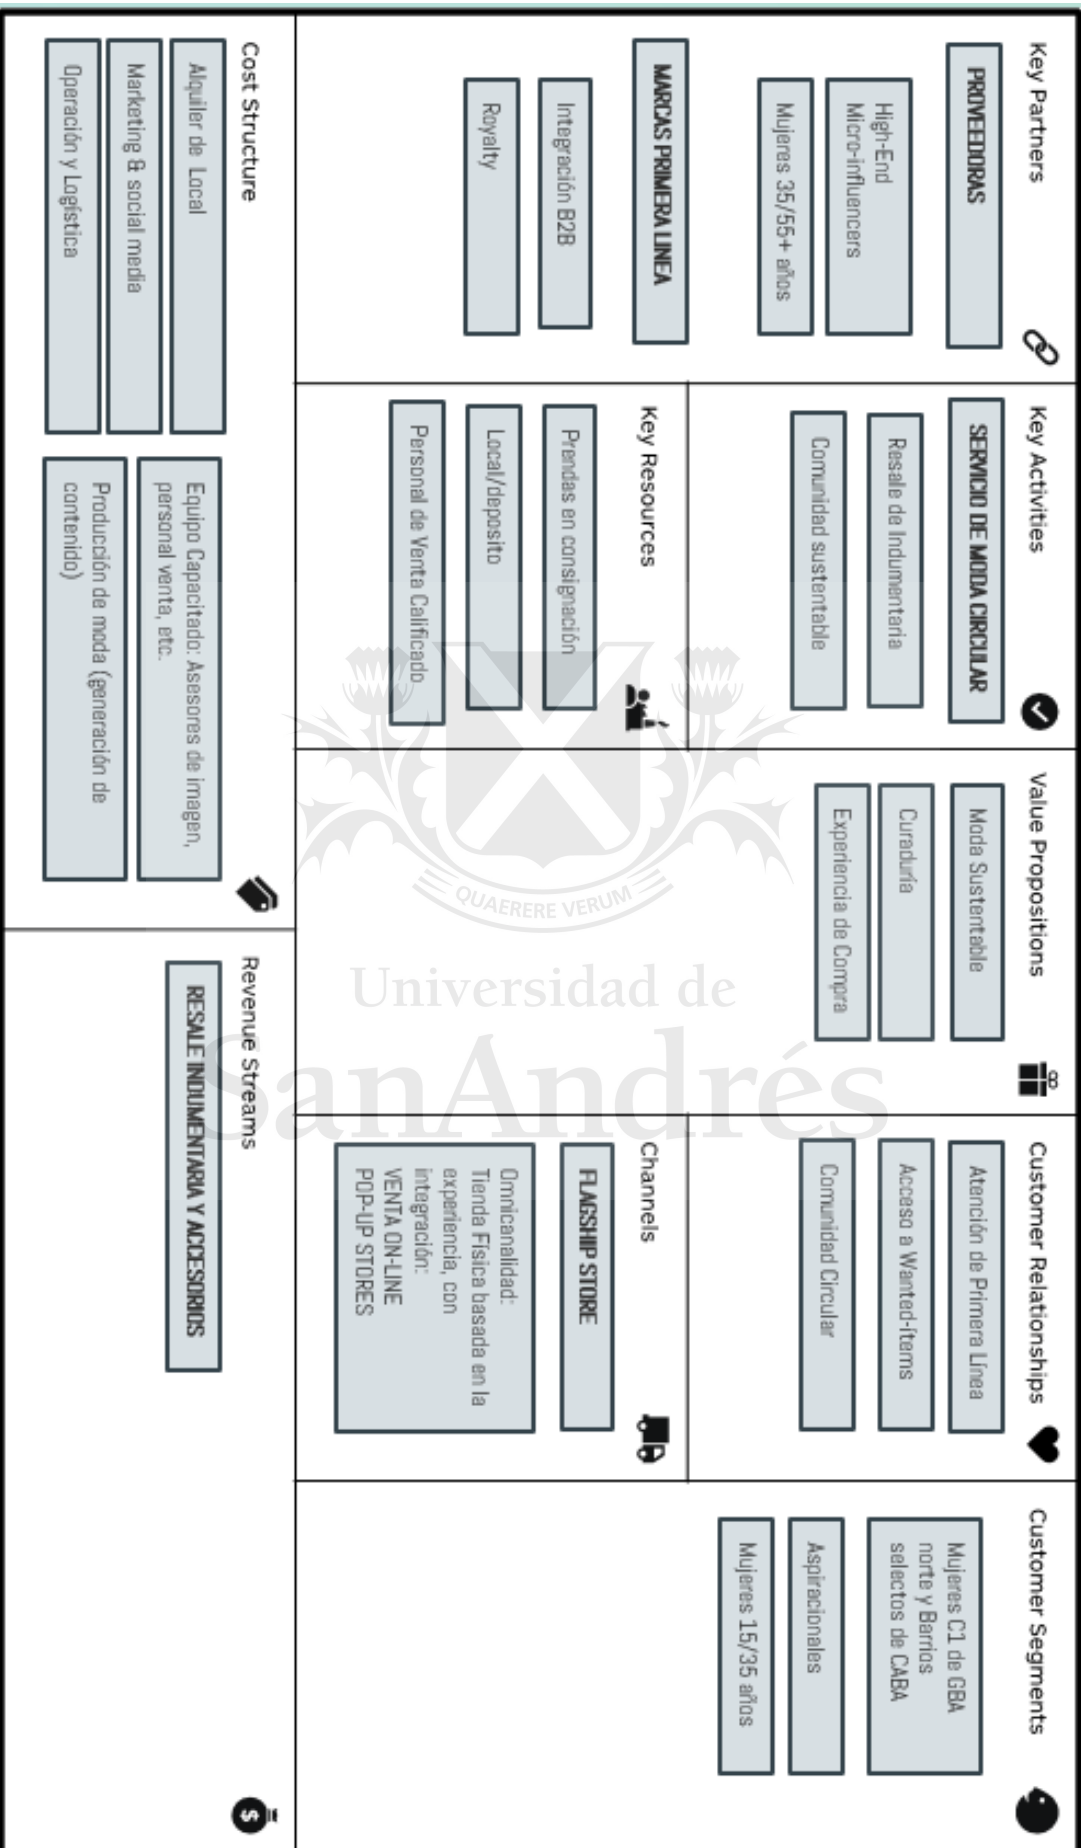 Key Partners
PROVEEDORAS
High-End
Micro-influencers
Mujeres 35/55+ años
MARCAS PRIMERA LINEA
Integración B2B
Royalty
Key Activities
SERVICIO DE MODA CIRCULAR
Resale de Indumentaria
Comunidad sustentable
Key Resources
Prendas en consignación
Local/deposito
Personal de Venta Calificado
Value Propositions
Moda Sustentable
Curaduría
Experiencia de Compra
Customer Relationships
Atención de Primera Línea
Acceso a Wanted-ítems
Comunidad Circular
Channels
FLAGSHIP STORE
Omnicanalidad:
Tienda Física basada en la
experiencia, con
integración:
VENTA ON-LINE
POP-UP STORES
Customer Segments
Mujeres C1 de GBA
norte y Barrios
selectos de CABA
Aspiracionales
Mujeres 15/35 años
Cost Structure
Alquiler de Local
Marketing & social media
Operación y Logística
Equipo Capacitado: Asesores de imagen,
personal venta, etc.
Producción de moda (generación de
contenido)
Revenue Streams
RESALE INDUMENTARIA Y ACCESORIOS
QUAERERE VERUM
Universidad de
SanAndrés